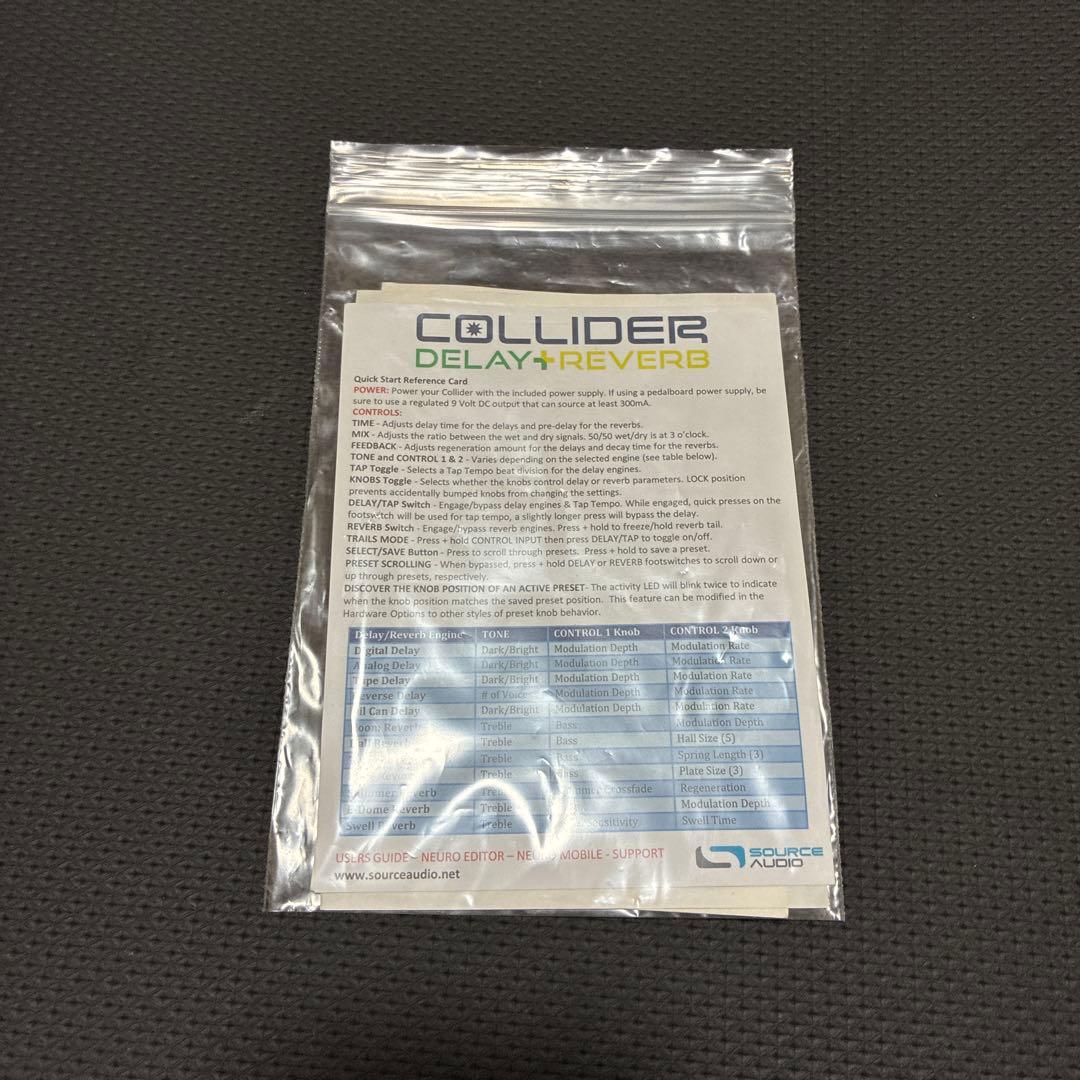 COLLIDER
DELAY+REVERB
Quick Start Reference Card
POWER: Power your Collider with the included power supply. If using a pedalboard power supply, be
sure to use a regulated 9 Volt DC output that can source at least 300mA.
CONTROLS:
TIME - Adjusts delay time for the delays and pre-delay for the reverbs.
MIX - Adjusts the ratio between the wet and dry signals. 50/50 wet/dry is at 3 o'clock.
FEEDBACK - Adjusts regeneration amount for the delays and decay time for the reverbs.
TONE and CONTROL 1 & 2 - Varies depending on the selected engine (see table below).
TAP Toggle - Selects a Tap Tempo beat division for the delay engines.
KNOBS Toggle - Selects whether the knobs control delay or reverb parameters. LOCK position
prevents accidentally bumped knobs from changing the settings.
DELAY/TAP Switch - Engage/bypass delay engines & Tap Tempo. While engaged, quick presses on the
footswitch will be used for tap tempo, a slightly longer press will bypass the delay.
REVERB Switch - Engage/bypass reverb engines. Press + hold to freeze/hold reverb tail.
TRAILS MODE - Press + hold CONTROL INPUT then press DELAY/TAP to toggle on/off.
SELECT/SAVE Button - Press to scroll through presets. Press + hold to save a preset.
PRESET SCROLLING - When bypassed, press + hold DELAY or REVERB footswitches to scroll down or
up through presets, respectively.
DISCOVER THE KNOB POSITION OF AN ACTIVE PRESET- The activity LED will blink twice to indicate
when the knob position matches the saved preset position. This feature can be modified in the
Hardware Options to other styles of preset knob behavior.
Delay/Reverb Engine TONE CONTROL 1 Knob CONTROL 2 Knob
Digital Delay Dark/Bright Modulation Depth Modulation Rate
Analog Delay Dark/Bright Modulation Depth Modulation Rate
Tape Delay Dark/Bright Modulation Depth Modulation Rate
Reverse Delay # of Voices Modulation Depth Modulation Rate
Oil Can Delay Dark/Bright Modulation Depth Modulation Rate
Room Reverb Treble Bass Modulation Depth
Hall Reverb Treble Bass Hall Size (5)
Treble Bass Spring Length (3)
Treble Bass Plate Size (3)
Shimmer Reverb Treble Shimmer Crossfade Regeneration
E-Dome Reverb Treble Modulation Depth
Swell Reverb Treble Sensitivity Swell Time
USERS GUIDE – NEURO EDITOR – NEURO MOBILE - SUPPORT
www.sourceaudio.net
SOURCE
AUDIO